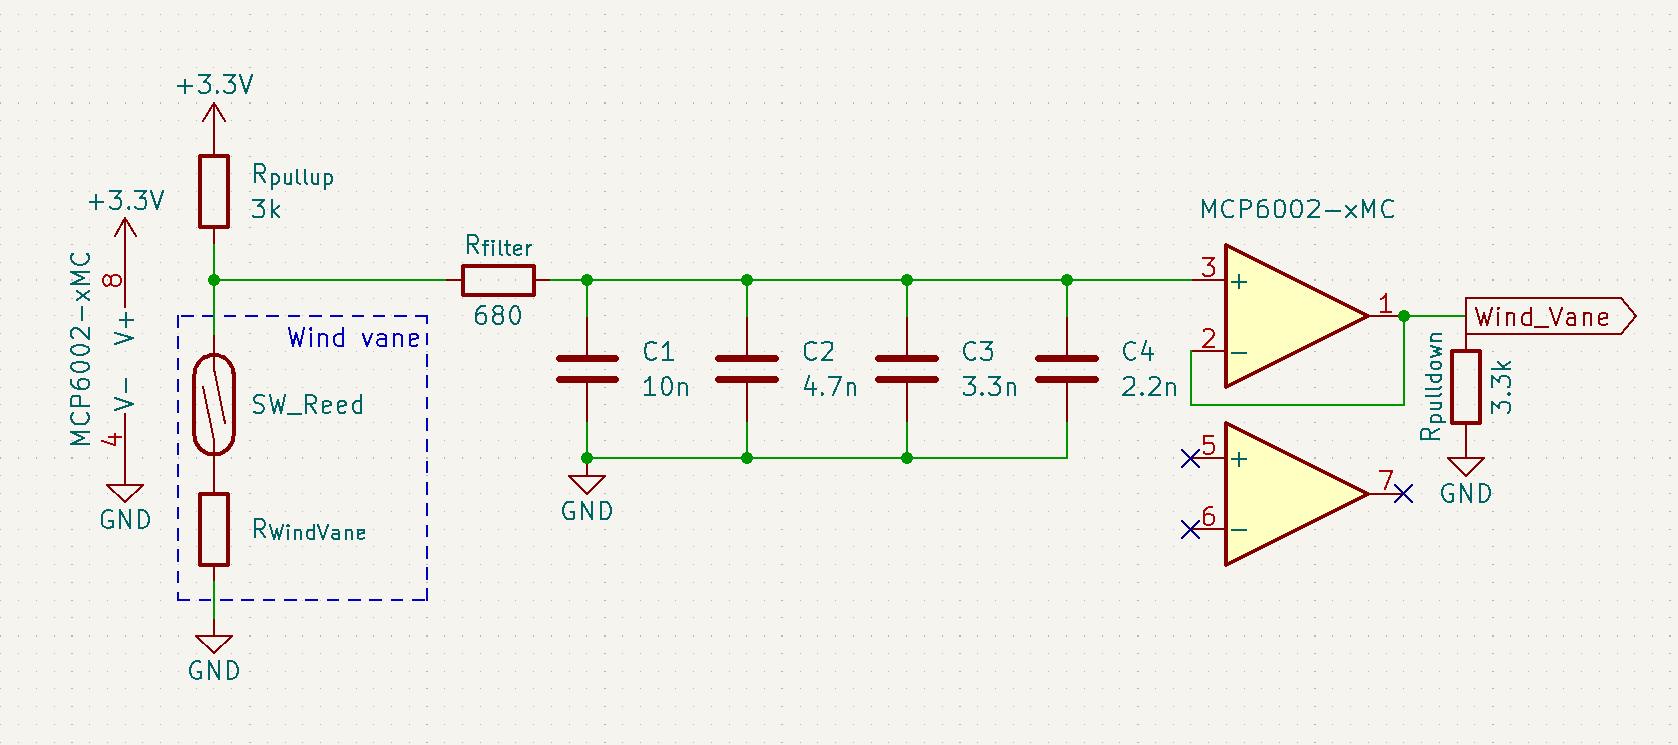 +3.3V
Rpullup
3k
+3.3V
MCP6002-xMC
8
V+
V-
4
GND
Wind vane
SW_Reed
RWindVane
GND
Rfilter
680
C1
10n
C2
4.7n
C3
3.3n
C4
2.2n
GND
MCP6002-xMC
3
+
2
-
1
Wind_Vane
Rpulldown
3.3k
GND
5
+
6
-
7